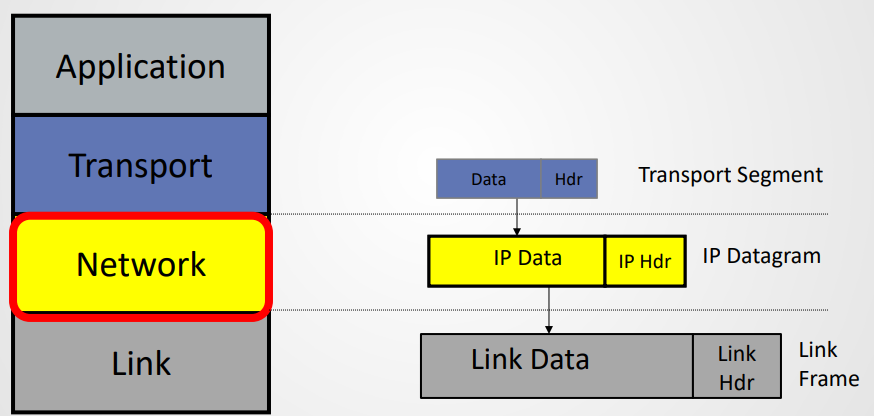 Application
Transport
Network
Link
Data
Hdr
Transport Segment
IP Data
IP Hdr
IP Datagram
Link Data
Link
Hdr
Link
Frame